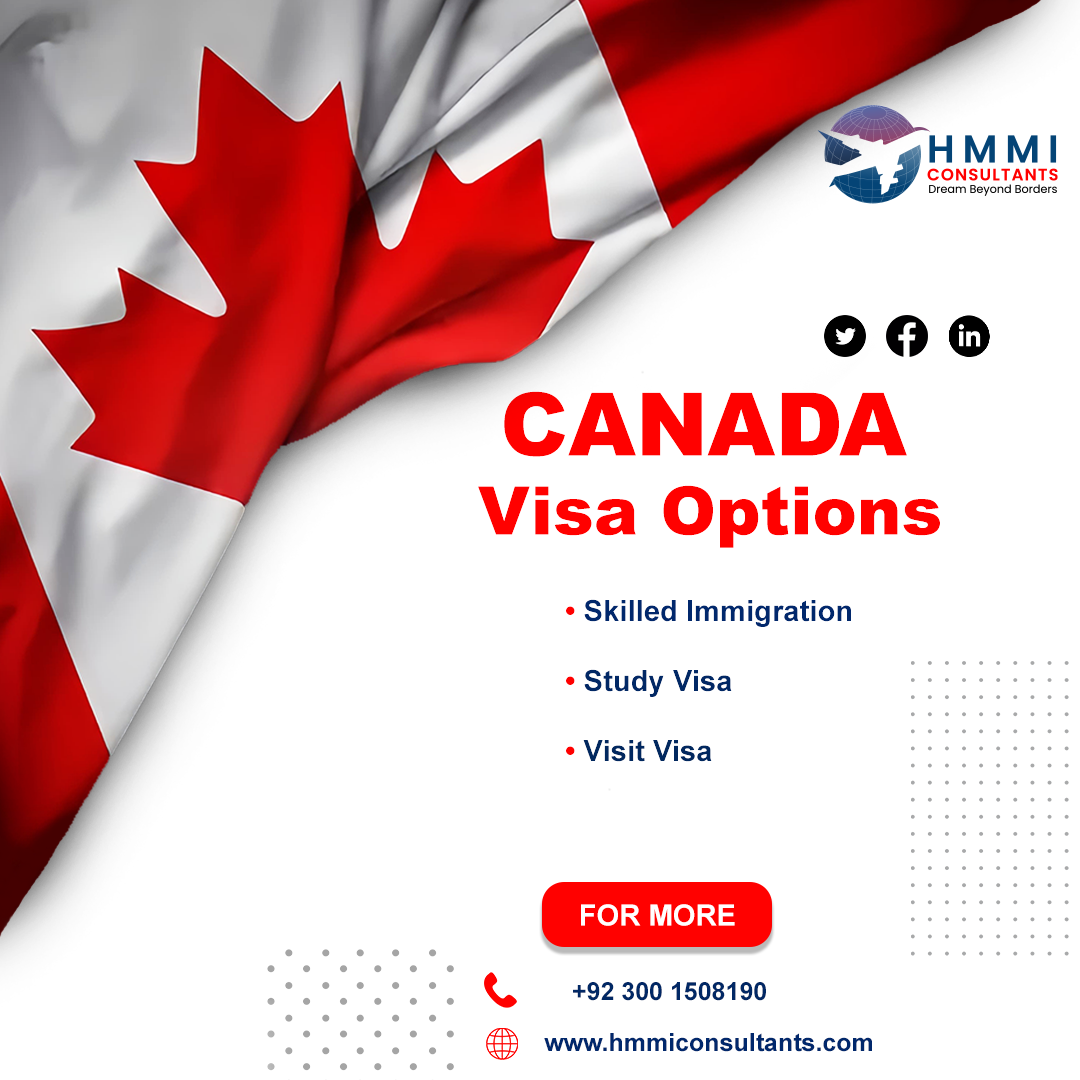 HMMI
CONSULTANTS
Dream Beyond Borders
CANADA
Visa Options
• Skilled Immigration
• Study Visa
• Visit Visa
FOR MORE
+92 300 1508190
www.hmmiconsultants.com